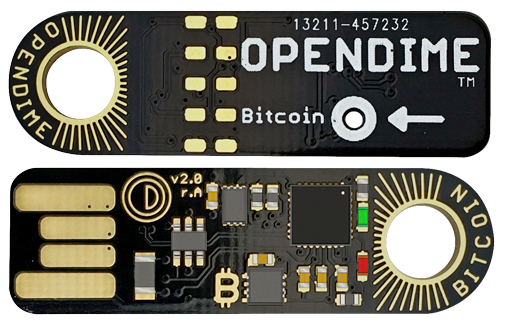 OPENDIME
13211-457232
OPENDIME
TM
Bitcoin
v2.0
r.A
BITCOIN